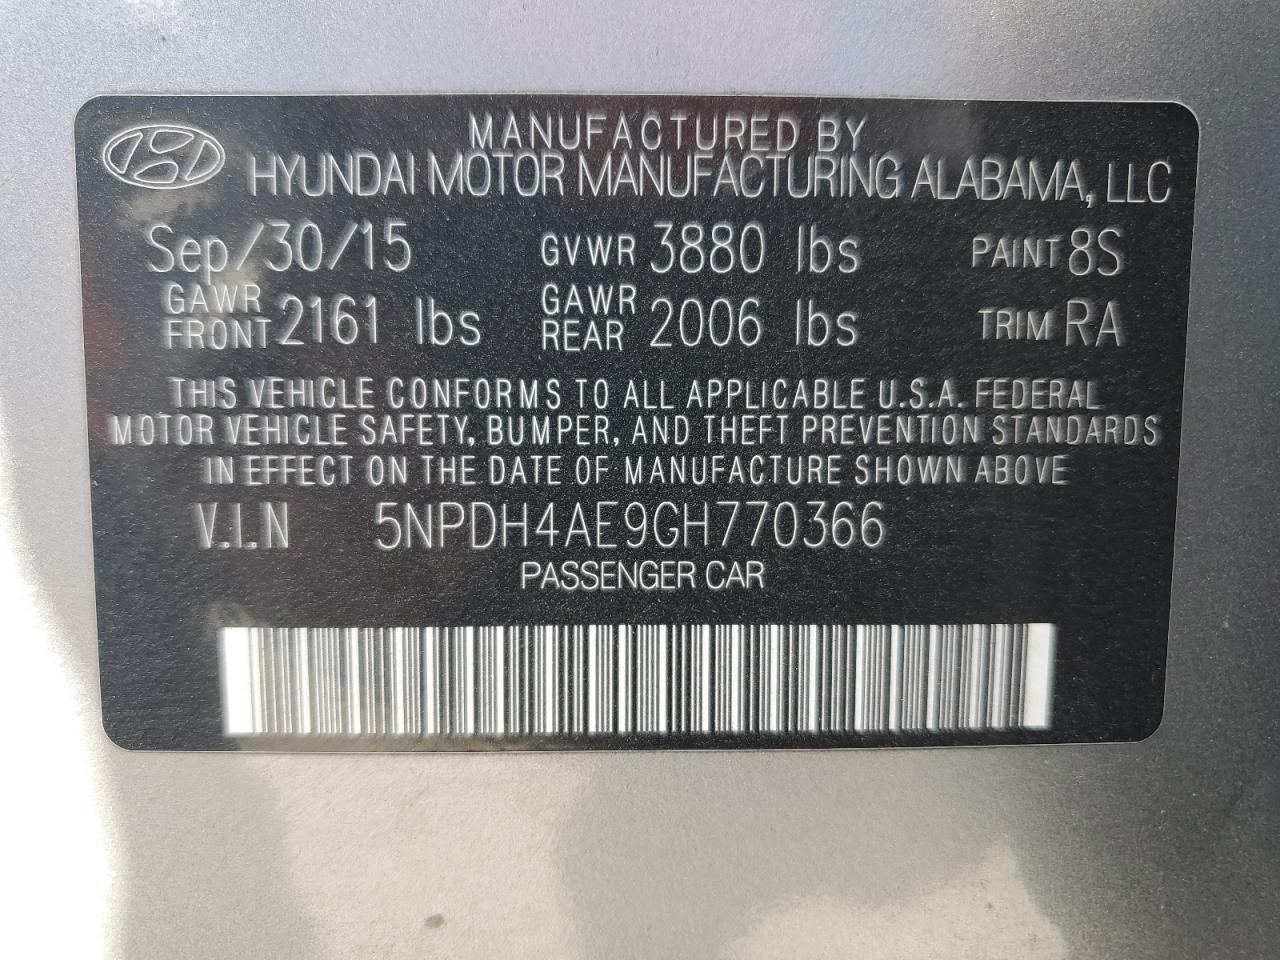 MANUFACTURED BY
HYUNDAI MOTOR MANUFACTURING ALABAMA, LLC
Sep/30/15 GVWR 3880 lbs PAINT 8S
GAWR FRONT 2161 lbs GAWR REAR 2006 lbs TRIM RA
THIS VEHICLE CONFORMS TO ALL APPLICABLE U.S.A. FEDERAL
MOTOR VEHICLE SAFETY, BUMPER, AND THEFT PREVENTION STANDARDS
IN EFFECT ON THE DATE OF MANUFACTURE SHOWN ABOVE
V.I.N 5NPDH4AE9GH770366
PASSENGER CAR